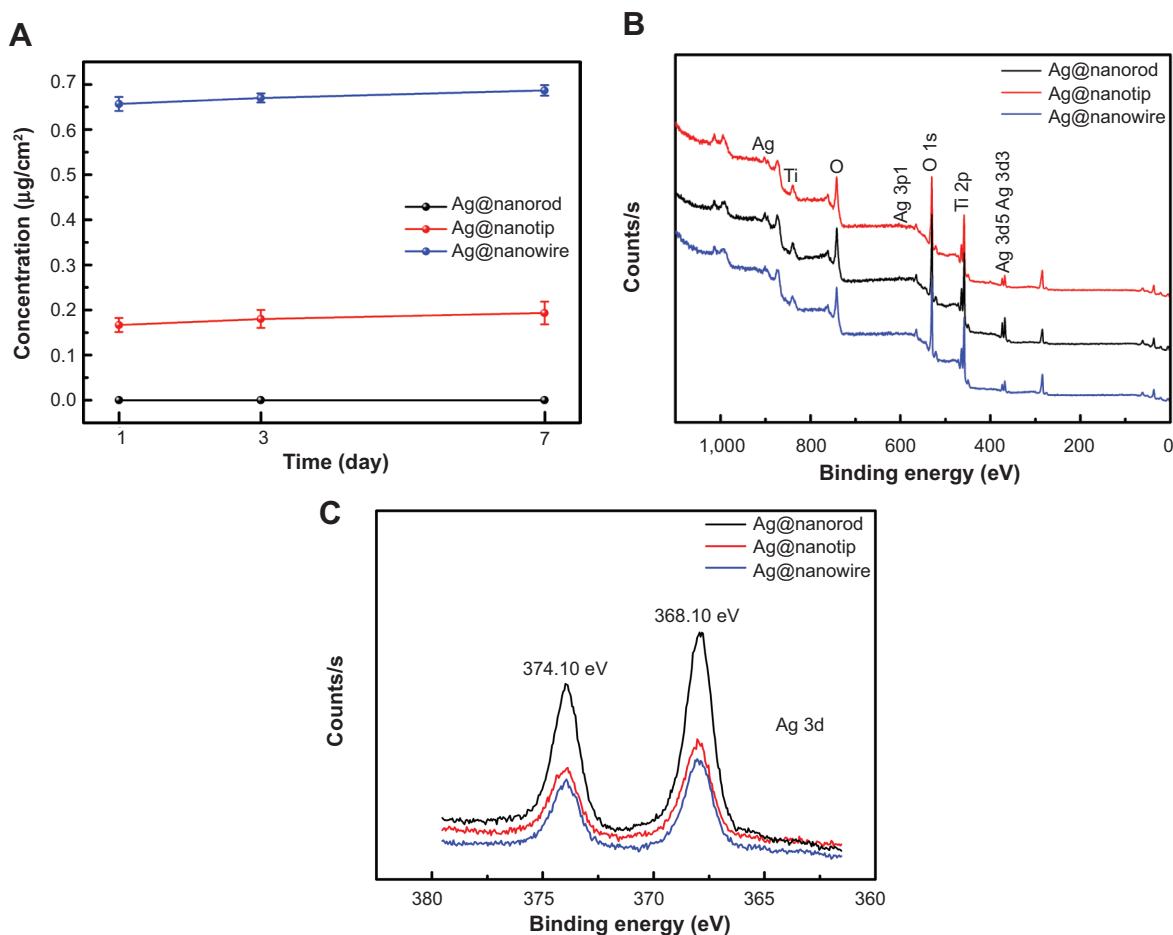 A
Concentration (µg/cm²)
0.7
0.6
0.5
0.4
0.3
0.2
0.1
0.0
Ag@nanorod
Ag@nanotip
Ag@nanowire
1
3
7
Time (day)
B
Counts/s
Ag@nanorod
Ag@nanotip
Ag@nanowire
Ag
Ti
O
Ag 3p1
O 1s
Ti 2p
Ag 3d5 Ag 3d3
1,000
800
600
400
200
0
Binding energy (eV)
C
Counts/s
Ag@nanorod
Ag@nanotip
Ag@nanowire
368.10 eV
374.10 eV
Ag 3d
380
375
370
365
360
Binding energy (eV)